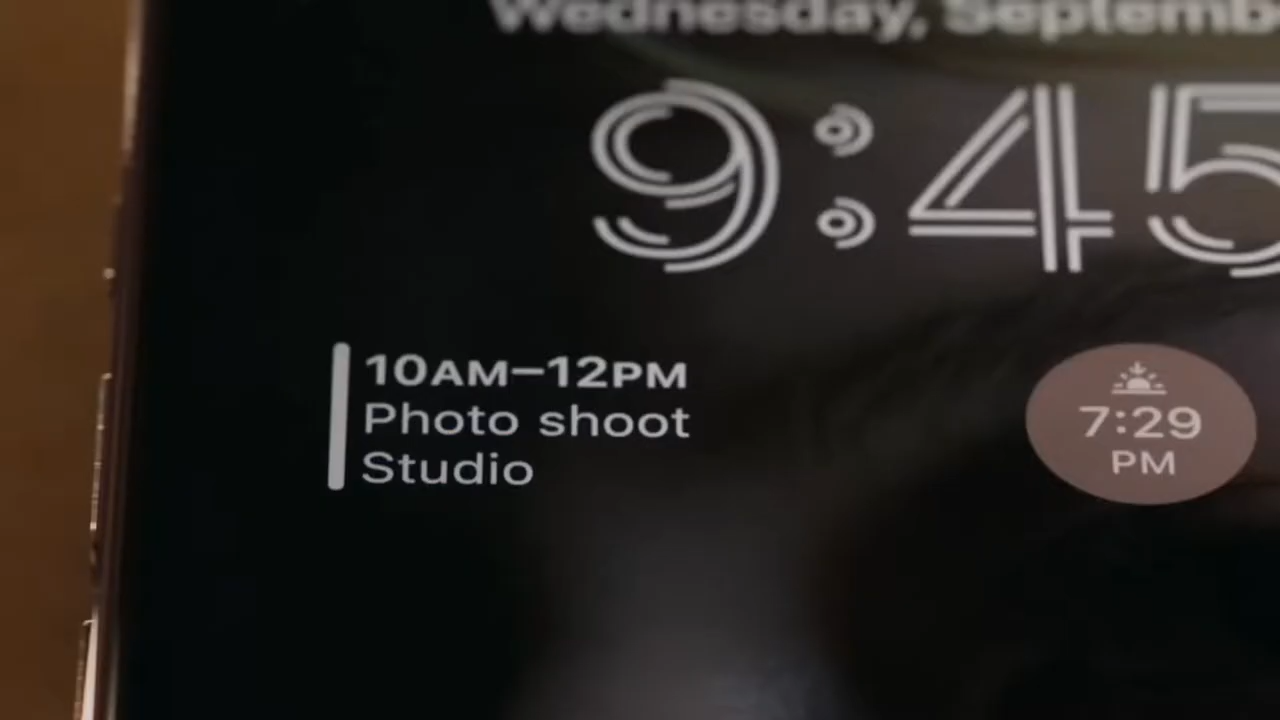 Wednesday, Septemb
9:45
10AM–12PM
Photo shoot
Studio
7:29
PM